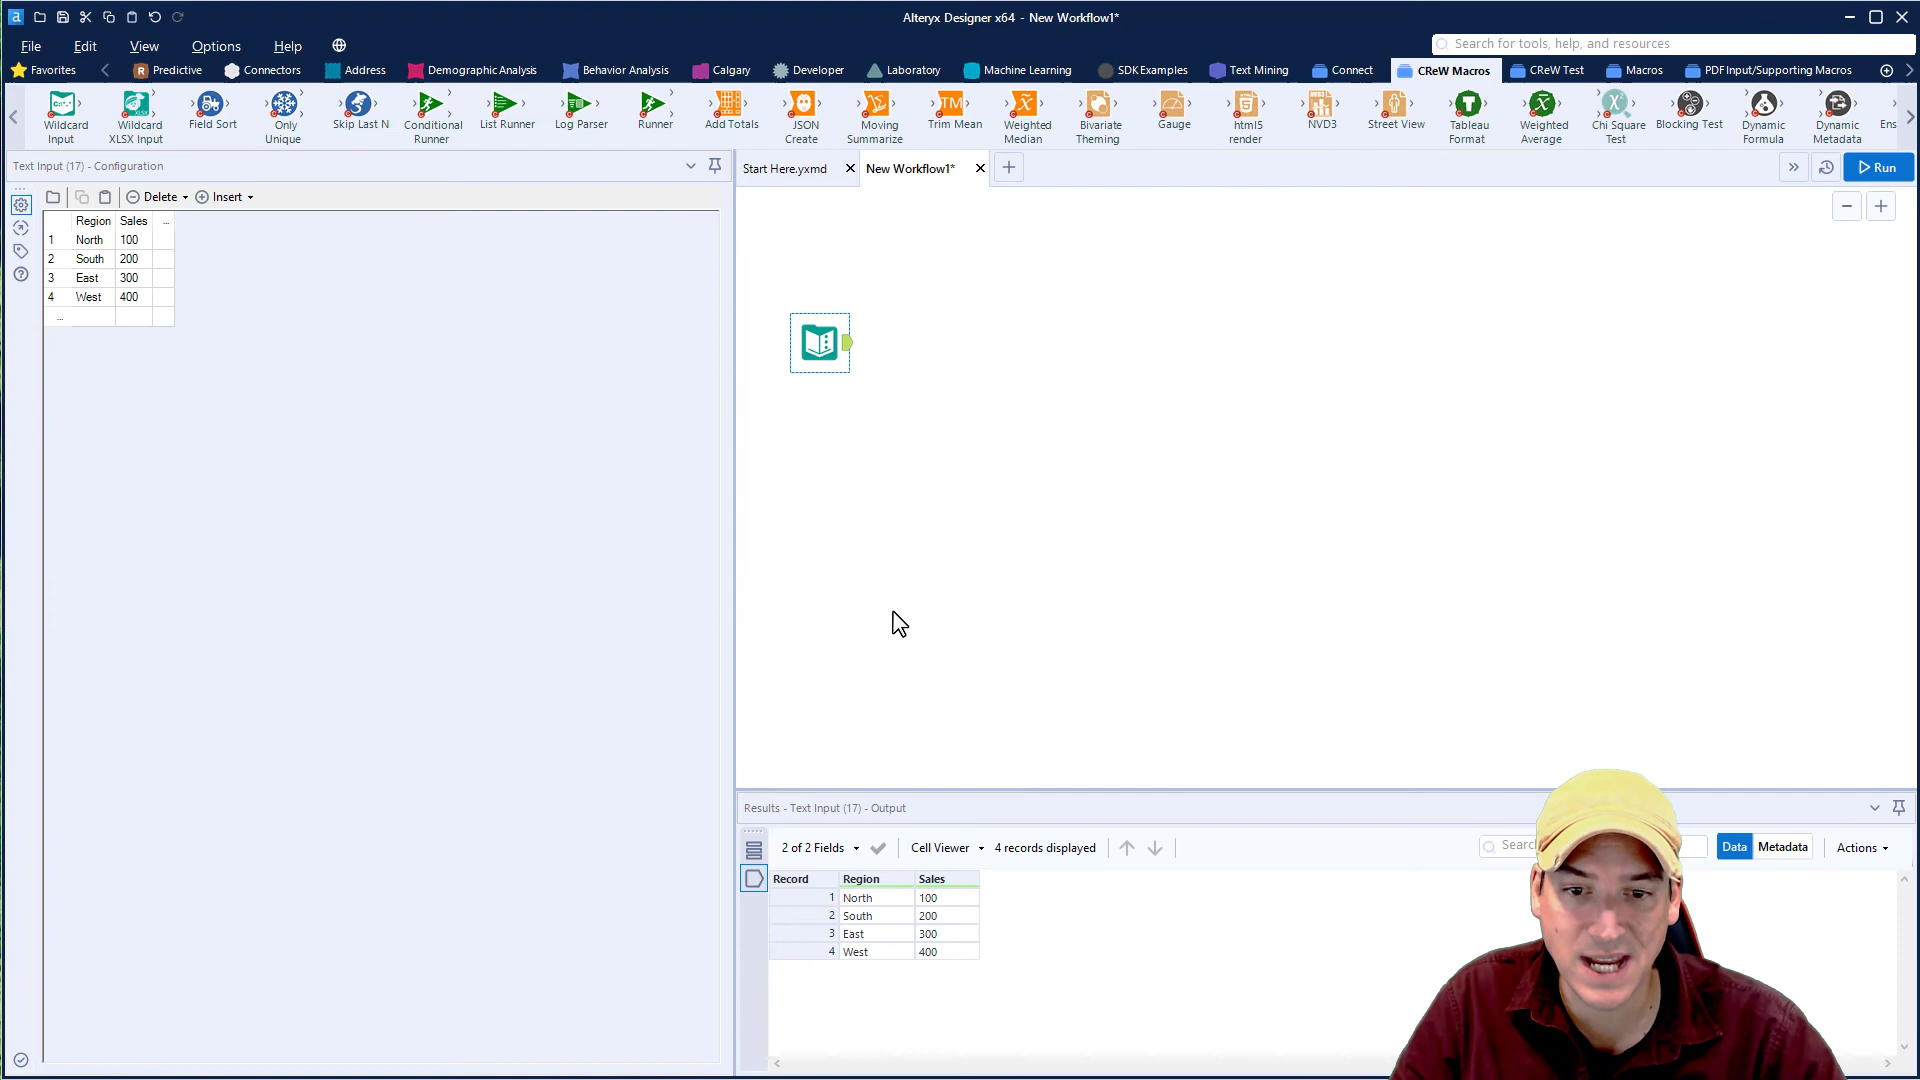 Alteryx Designer x64 - New Workflow1*
File Edit View Options Help
Search for tools, help, and resources
Favorites Predictive Connectors Address Demographic Analysis Behavior Analysis Calgary Developer Laboratory Machine Learning SDK Examples Text Mining Connect CReW Macros CReW Test Macros PDF Input/Supporting Macros
Wildcard Input
Wildcard XLSX Input
Field Sort
Only Unique
Skip Last N
Conditional Runner
List Runner
Log Parser
Runner
Add Totals
JSON Create
Moving Summarize
Trim Mean
Weighted Median
Bivariate Theming
Gauge
html5 render
NVD3
Street View
Tableau Format
Weighted Average
Chi Square Test
Blocking Test
Dynamic Formula
Dynamic Metadata
Ens
Text Input (17) - Configuration
Start Here.yxmd New Workflow1* Run
Delete Insert
Region Sales ...
1 North 100
2 South 200
3 East 300
4 West 400
...
Results - Text Input (17) - Output
2 of 2 Fields Cell Viewer 4 records displayed Searc Data Metadata Actions
Record Region Sales
1 North 100
2 South 200
3 East 300
4 West 400